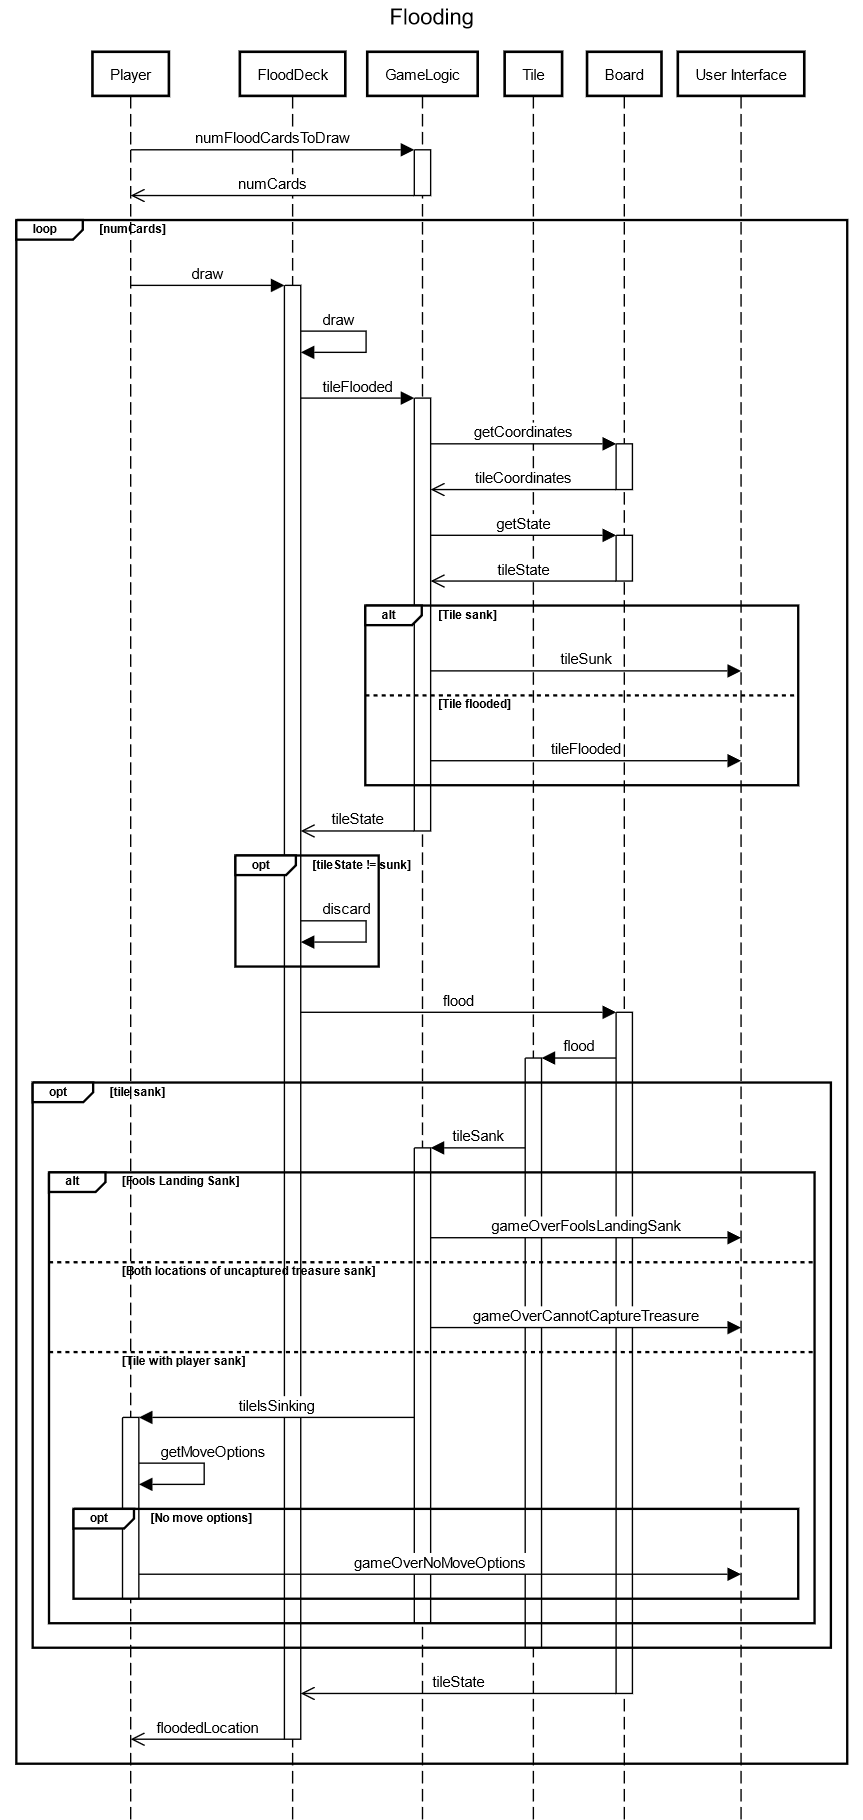 Flooding
Player
FloodDeck
GameLogic
Tile
Board
User Interface
numFloodCardsToDraw
numCards
loop
[numCards]
draw
draw
tileFlooded
getCoordinates
tileCoordinates
getState
tileState
alt
[Tile sank]
tileSunk
[Tile flooded]
tileFlooded
tileState
opt
[tileState != sunk]
discard
flood
flood
opt
[tile sank]
tileSank
alt
[Fools Landing Sank]
gameOverFoolsLandingSank
[Both locations of uncaptured treasure sank]
gameOverCannotCaptureTreasure
[Tile with player sank]
tileIsSinking
getMoveOptions
opt
[No move options]
gameOverNoMoveOptions
tileState
floodedLocation